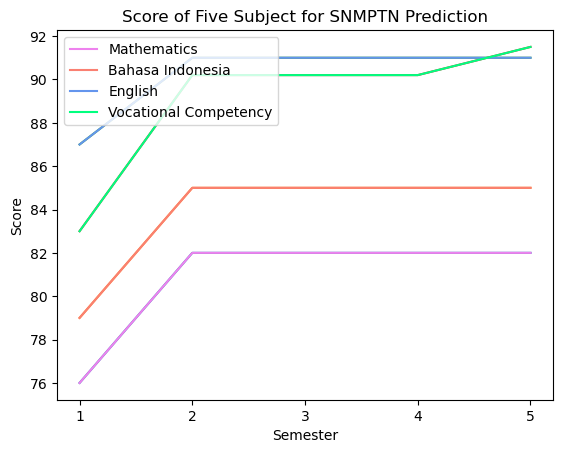 Score of Five Subject for SNMPTN Prediction
92
90
88
86
84
82
80
78
76
Score
Mathematics
Bahasa Indonesia
English
Vocational Competency
1 2 3 4 5
Semester